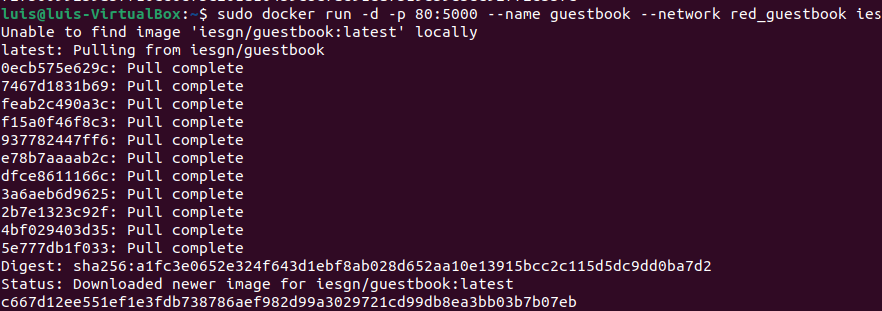 luis@luis-VirtualBox:~$ sudo docker run -d -p 80:5000 --name guestbook --network red_guestbook ies
Unable to find image 'iesgn/guestbook:latest' locally
latest: Pulling from iesgn/guestbook
0ecb575e629c: Pull complete
7467d1831b69: Pull complete
feab2c490a3c: Pull complete
f15a0f46f8c3: Pull complete
937782447ff6: Pull complete
e78b7aaaab2c: Pull complete
dfce8611166c: Pull complete
3a6aeb6d9625: Pull complete
2b7e1323c92f: Pull complete
4bf029403d35: Pull complete
5e777db1f033: Pull complete
Digest: sha256:a1fc3e0652e324f643d1ebf8ab028d652aa10e13915bcc2c115d5dc9dd0ba7d2
Status: Downloaded newer image for iesgn/guestbook:latest
c667d12ee551ef1e3fdb738786aef982d99a3029721cd99db8ea3bb03b7b07eb